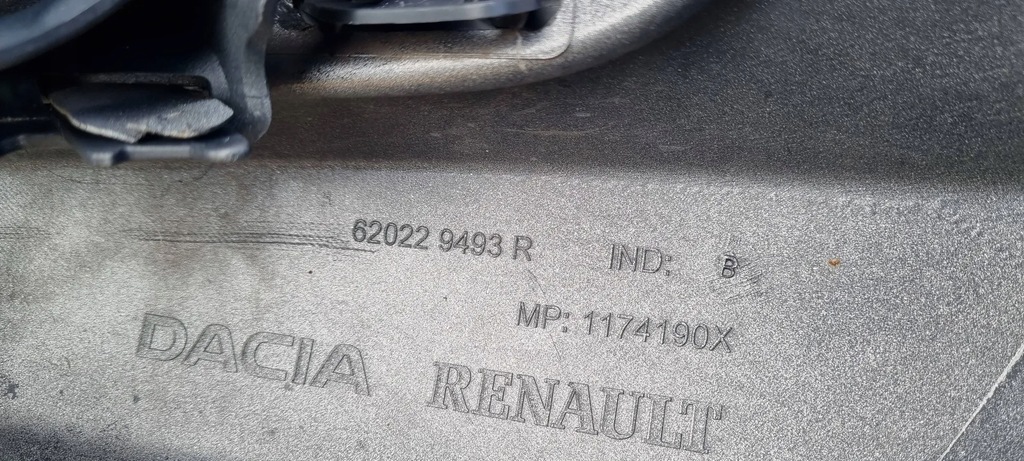 62022 9493 R IND: B
MP: 1174190X
DACIA RENAULT